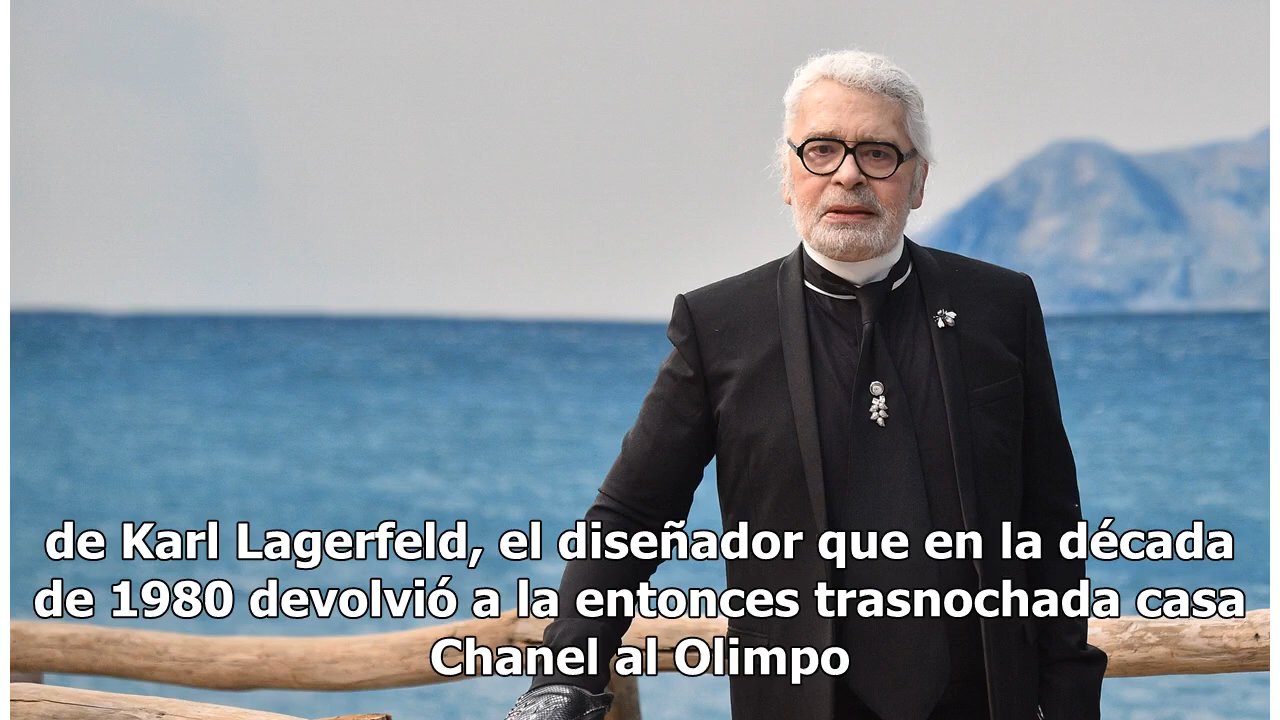 de Karl Lagerfeld, el diseñador que en la década
de 1980 devolvió a la entonces trasnochada casa
Chanel al Olimpo